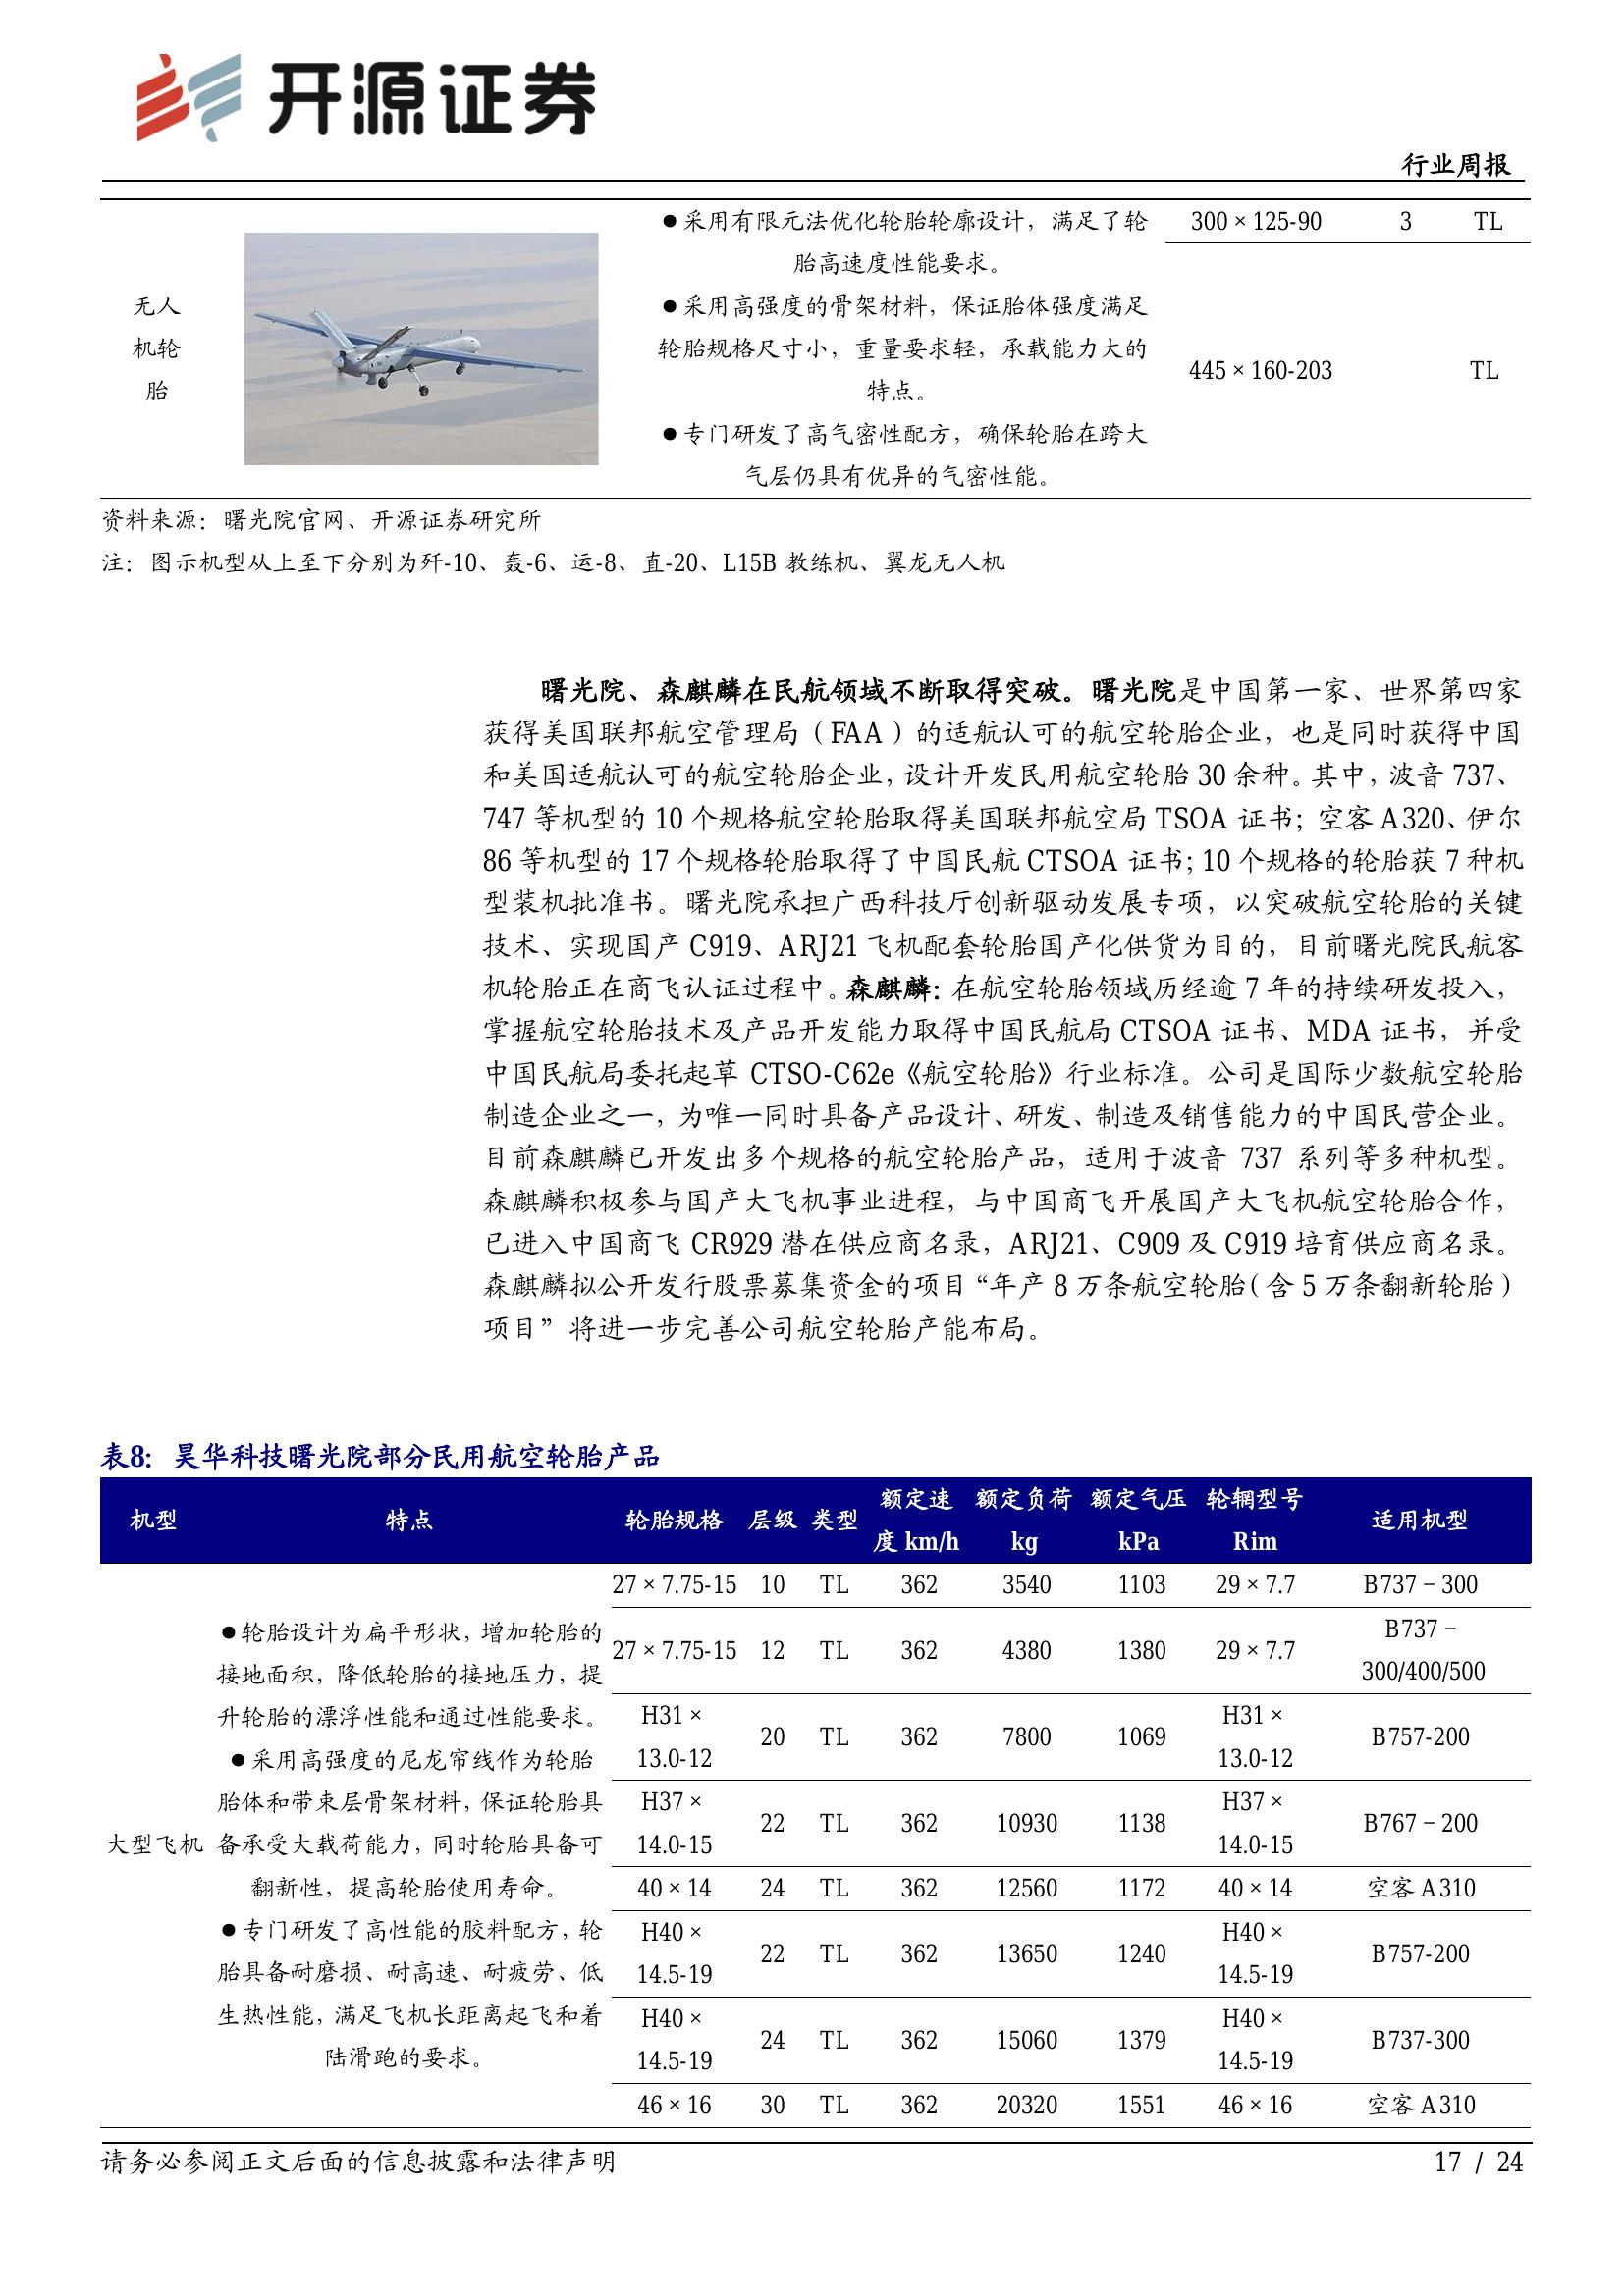 开源证券
行业周报
无人
机轮
胎
●采用有限元法优化轮胎轮廓设计，满足了轮
胎高速度性能要求。
●采用高强度的骨架材料，保证胎体强度满足
轮胎规格尺寸小，重量要求轻，承载能力大的
特点。
●专门研发了高气密性配方，确保轮胎在跨大
气层仍具有优异的气密性能。
300×125-90 3 TL
445×160-203 TL
资料来源：曙光院官网、开源证券研究所
注：图示机型从上至下分别为歼-10、轰-6、运-8、直-20、L15B 教练机、翼龙无人机
曙光院、森麒麟在民航领域不断取得突破。曙光院是中国第一家、世界第四家
获得美国联邦航空管理局（FAA）的适航认可的航空轮胎企业，也是同时获得中国
和美国适航认可的航空轮胎企业，设计开发民用航空轮胎 30 余种。其中，波音 737、
747 等机型的 10 个规格航空轮胎取得美国联邦航空局 TSOA 证书；空客 A320、伊尔
86 等机型的 17 个规格轮胎取得了中国民航 CTSOA 证书；10 个规格的轮胎获 7 种机
型装机批准书。曙光院承担广西科技厅创新驱动发展专项，以突破航空轮胎的关键
技术、实现国产 C919、ARJ21 飞机配套轮胎国产化供货为目的，目前曙光院民航客
机轮胎正在商飞认证过程中。森麒麟：在航空轮胎领域历经逾 7 年的持续研发投入，
掌握航空轮胎技术及产品开发能力取得中国民航局 CTSOA 证书、MDA 证书，并受
中国民航局委托起草 CTSO-C62e《航空轮胎》行业标准。公司是国际少数航空轮胎
制造企业之一，为唯一同时具备产品设计、研发、制造及销售能力的中国民营企业。
目前森麒麟已开发出多个规格的航空轮胎产品，适用于波音 737 系列等多种机型。
森麒麟积极参与国产大飞机事业进程，与中国商飞开展国产大飞机航空轮胎合作，
已进入中国商飞 CR929 潜在供应商名录，ARJ21、C909 及 C919 培育供应商名录。
森麒麟拟公开发行股票募集资金的项目“年产 8 万条航空轮胎（含 5 万条翻新轮胎）
项目”将进一步完善公司航空轮胎产能布局。
表8：昊华科技曙光院部分民用航空轮胎产品
机型 特点 轮胎规格 层级 类型 额定速 额定负荷 额定气压 轮辋型号 适用机型
度 km/h kg kPa Rim
大型飞机
●轮胎设计为扁平形状，增加轮胎的
接地面积，降低轮胎的接地压力，提
升轮胎的漂浮性能和通过性能要求。
●采用高强度的尼龙帘线作为轮胎
胎体和带束层骨架材料，保证轮胎具
备承受大载荷能力，同时轮胎具备可
翻新性，提高轮胎使用寿命。
●专门研发了高性能的胶料配方，轮
胎具备耐磨损、耐高速、耐疲劳、低
生热性能，满足飞机长距离起飞和着
陆滑跑的要求。
27×7.75-15 10 TL 362 3540 1103 29×7.7 B737－300
B737－
27×7.75-15 12 TL 362 4380 1380 29×7.7
300/400/500
H31× H31×
20 TL 362 7800 1069 B757-200
13.0-12 13.0-12
H37× H37×
22 TL 362 10930 1138 B767－200
14.0-15 14.0-15
40×14 24 TL 362 12560 1172 40×14 空客 A310
H40× H40×
22 TL 362 13650 1240 B757-200
14.5-19 14.5-19
H40× H40×
24 TL 362 15060 1379 B737-300
14.5-19 14.5-19
46×16 30 TL 362 20320 1551 46×16 空客 A310
请务必参阅正文后面的信息披露和法律声明
17 / 24